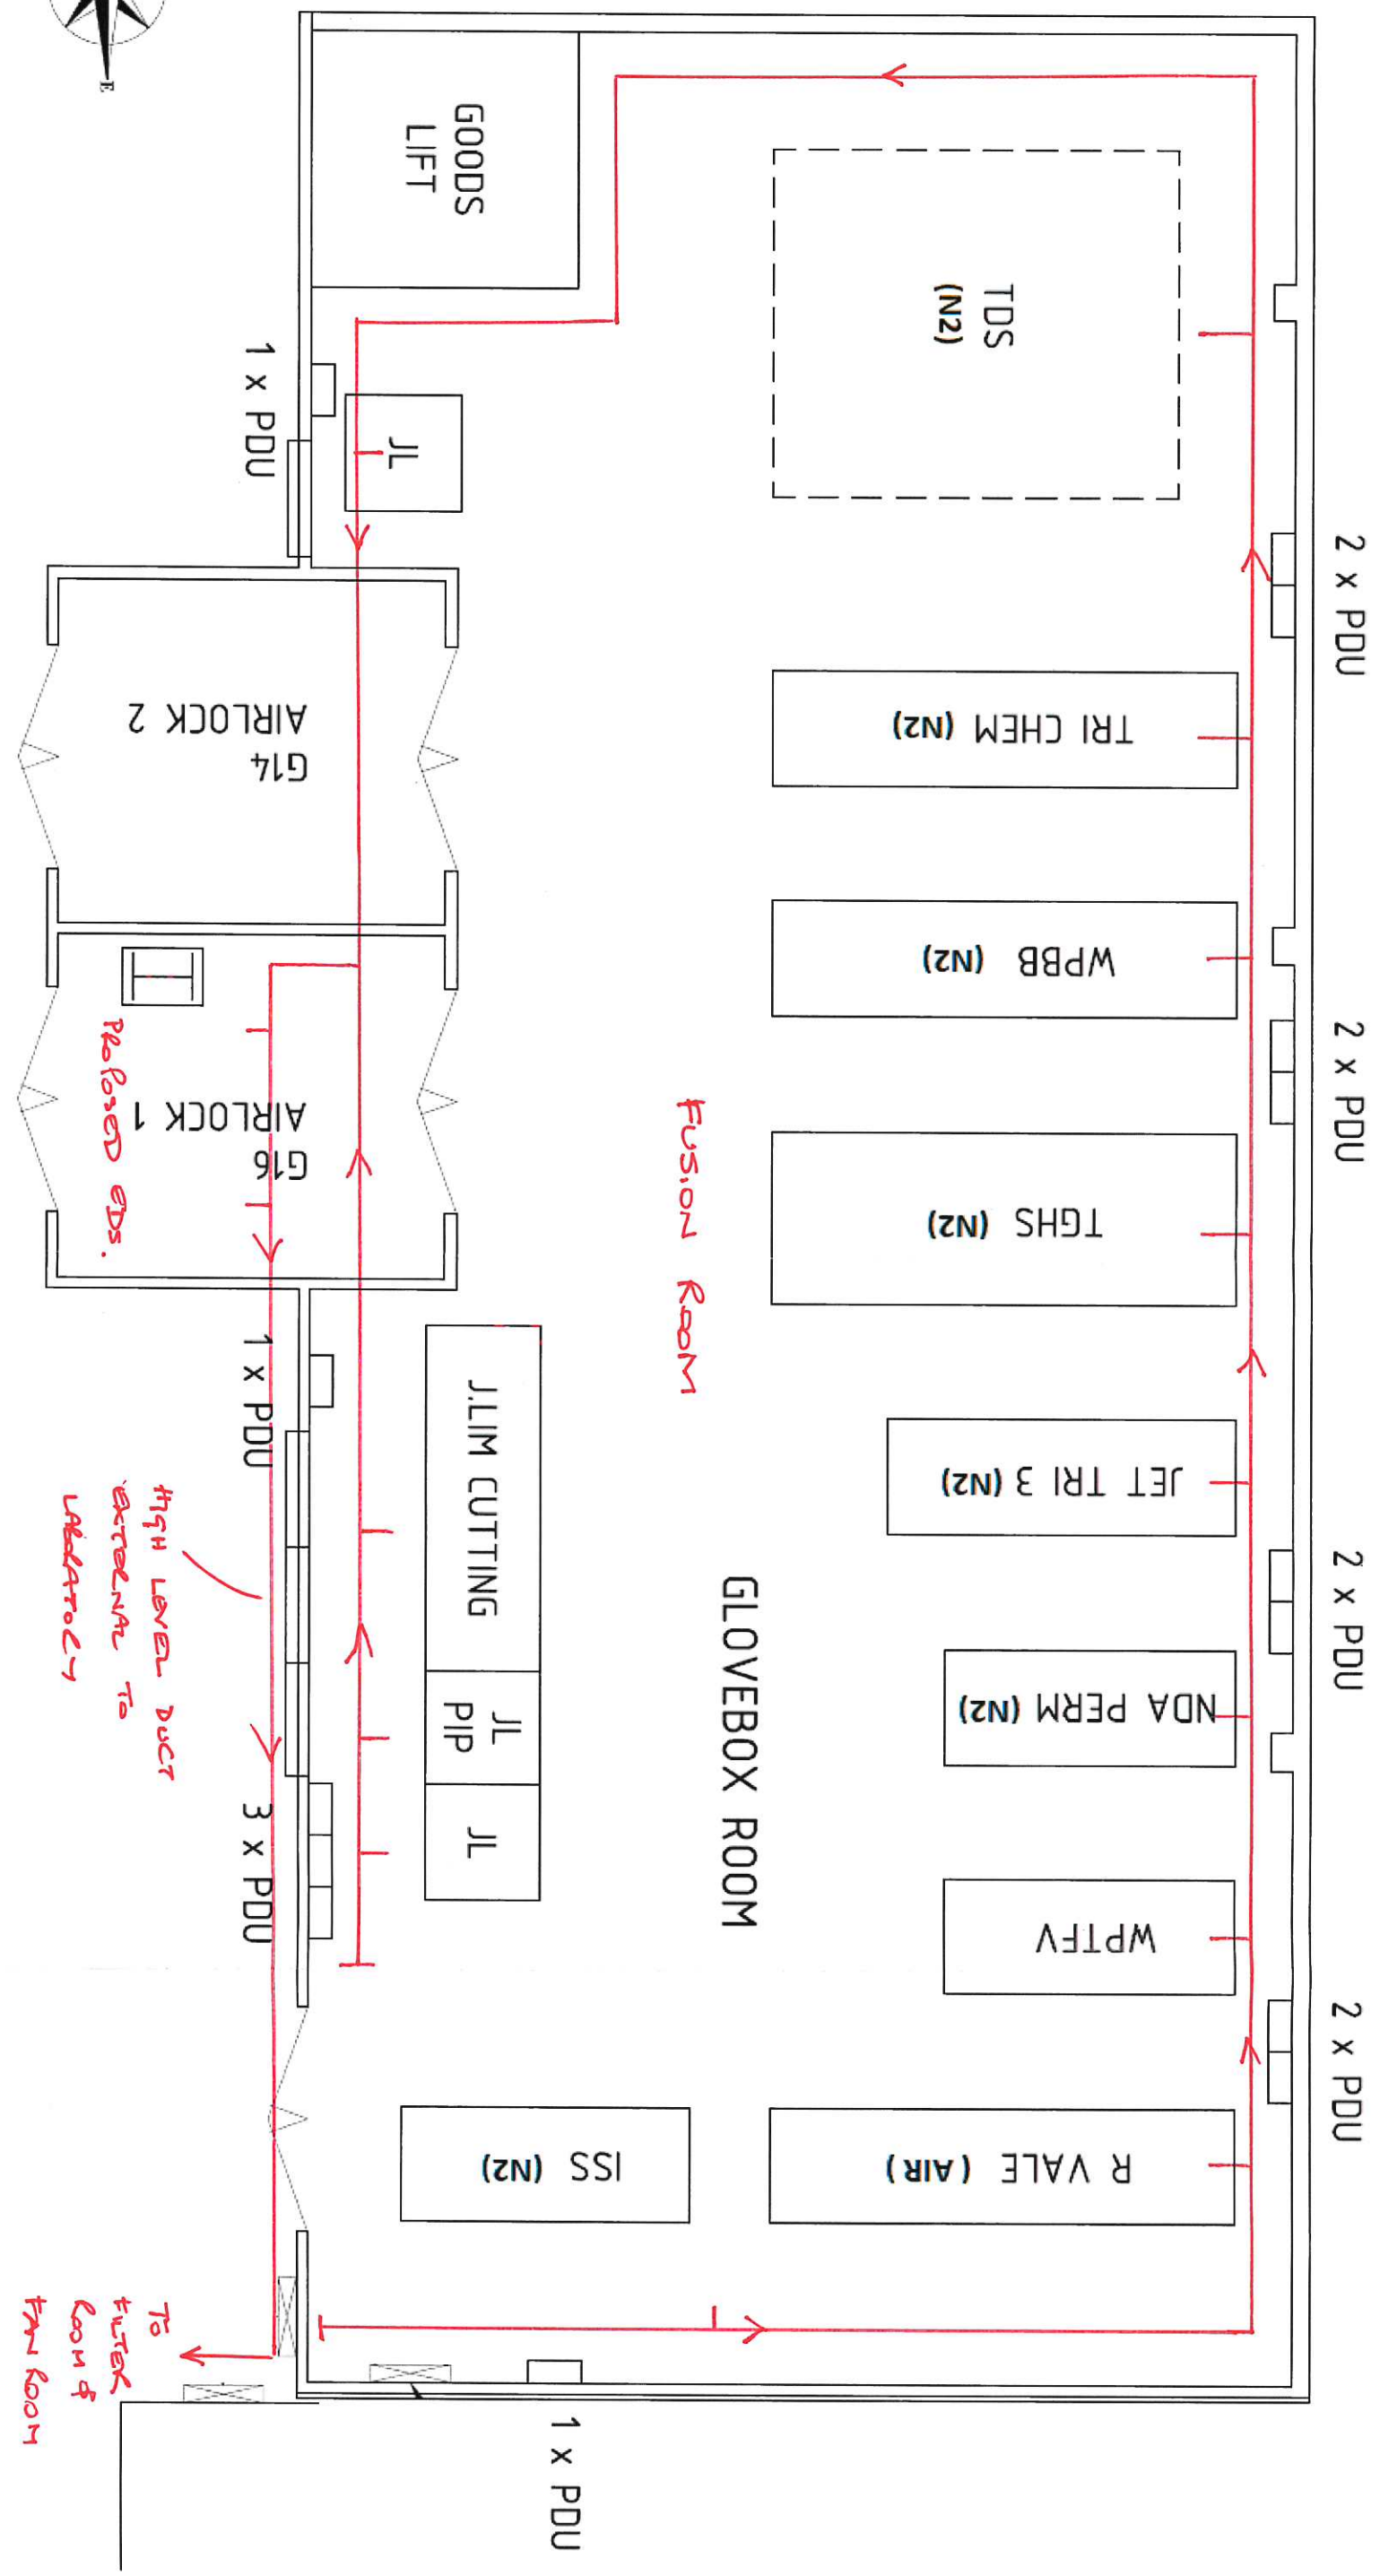 E
GOODS
LIFT
TDS
(N2)
1 x PDU
JL
2 x PDU
TRI CHEM (N2)
G14
AIRLOCK 2
WPBB (N2)
2 x PDU
PROPOSED EDS.
G16
AIRLOCK 1
FUSION ROOM
TGHS (N2)
1 x PDU
J.LIM CUTTING
JET TRI 3 (N2)
2 x PDU
HIGH LEVEL DUCT
EXTERNAL TO
LABORATORY
GLOVEBOX ROOM
JL
PIP
NDA PERM (N2)
3 x PDU
JL
WPTFV
2 x PDU
ISS (N2)
R VALE (AIR)
TO
FILTER
ROOM &
FAN ROOM
1 x PDU